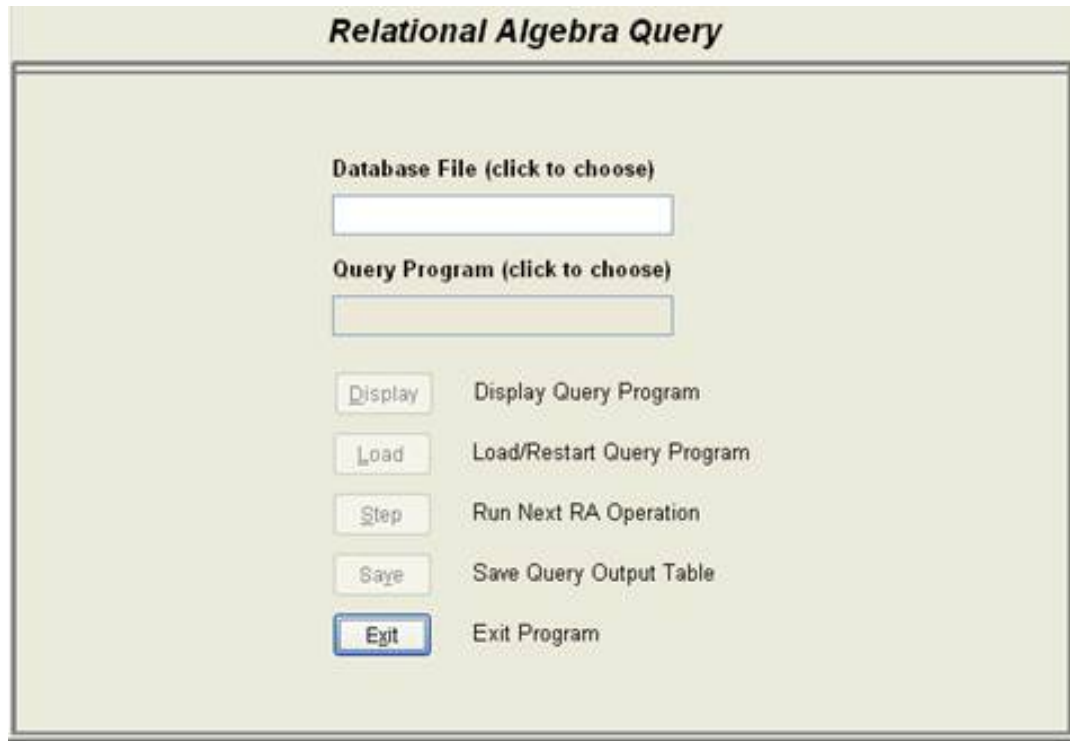 Relational Algebra Query
Database File (click to choose)
Query Program (click to choose)
Display Display Query Program
Load Load/Restart Query Program
Step Run Next RA Operation
Save Save Query Output Table
Exit Exit Program